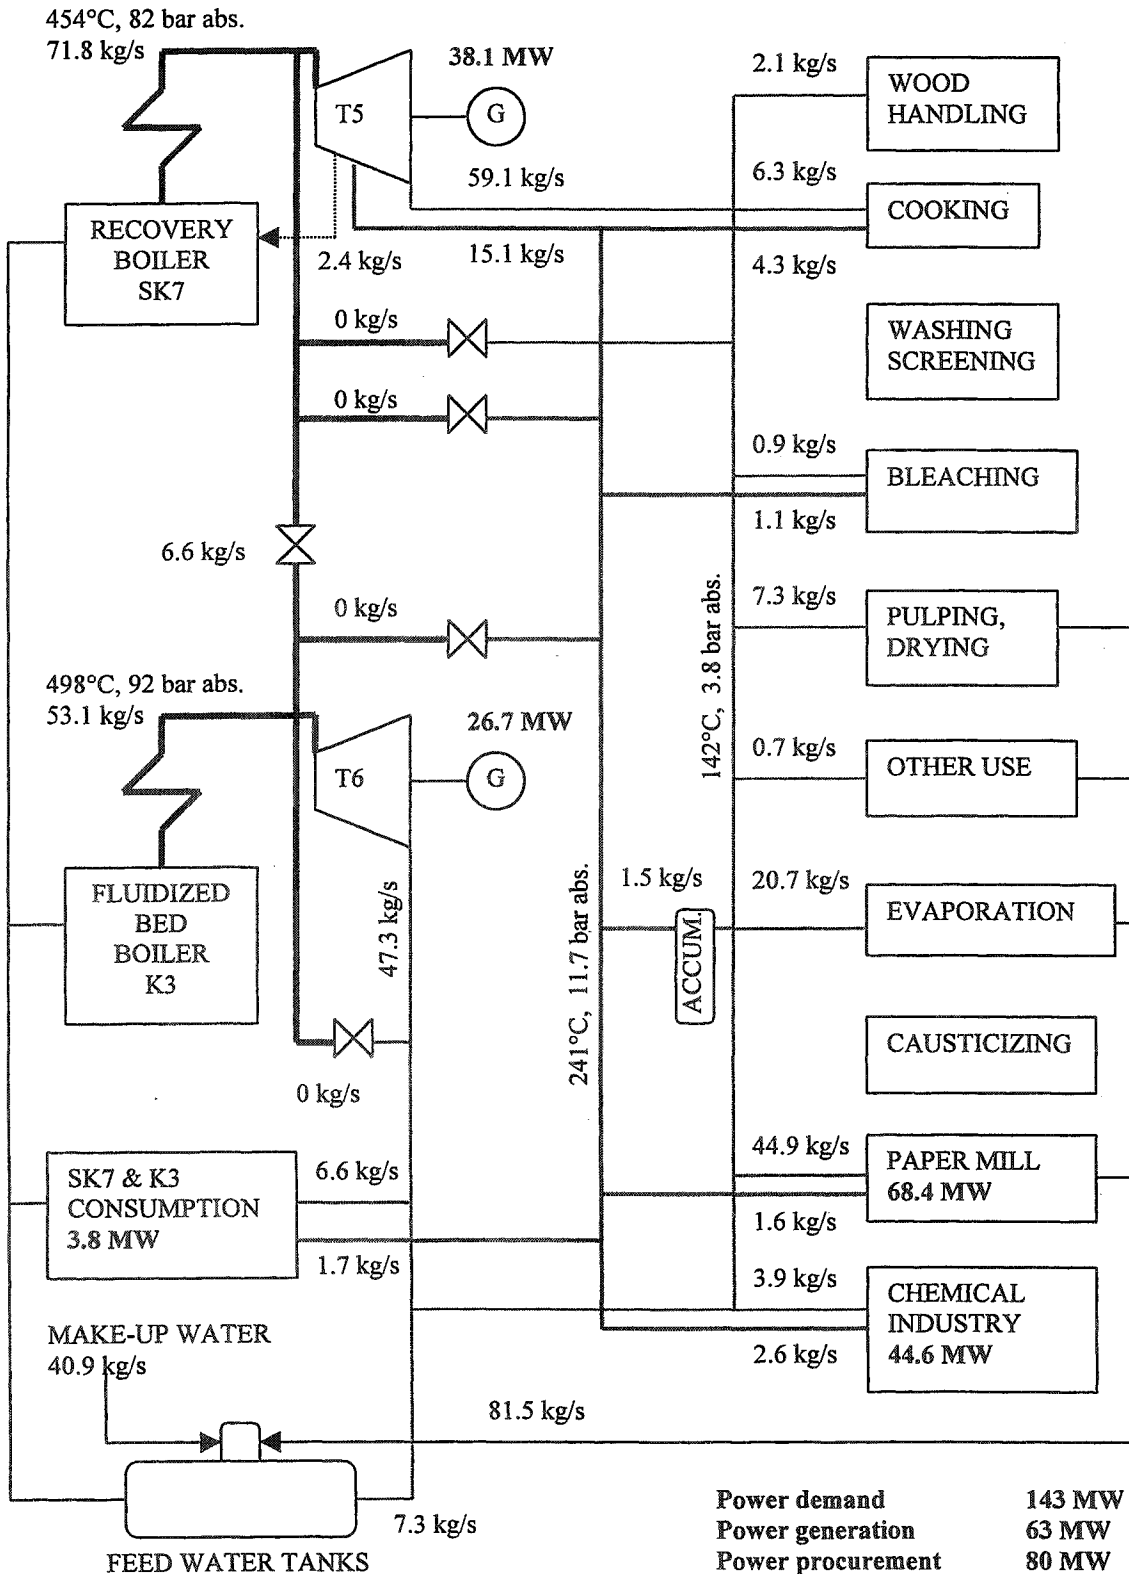 454°C, 82 bar abs.
71.8 kg/s
38.1 MW
T5
G
59.1 kg/s
2.1 kg/s
WOOD
HANDLING
6.3 kg/s
COOKING
4.3 kg/s
RECOVERY
BOILER
SK7
2.4 kg/s
15.1 kg/s
0 kg/s
WASHING
SCREENING
0 kg/s
0.9 kg/s
BLEACHING
1.1 kg/s
6.6 kg/s
0 kg/s
7.3 kg/s
PULPING,
DRYING
142°C, 3.8 bar abs.
498°C, 92 bar abs.
53.1 kg/s
26.7 MW
T6
G
0.7 kg/s
OTHER USE
FLUIDIZED
BED
BOILER
K3
47.3 kg/s
241°C, 11.7 bar abs.
1.5 kg/s
ACCUM.
20.7 kg/s
EVAPORATION
CAUSTICIZING
0 kg/s
SK7 & K3
CONSUMPTION
3.8 MW
6.6 kg/s
1.7 kg/s
44.9 kg/s
PAPER MILL
68.4 MW
1.6 kg/s
3.9 kg/s
CHEMICAL
INDUSTRY
44.6 MW
2.6 kg/s
MAKE-UP WATER
40.9 kg/s
81.5 kg/s
7.3 kg/s
FEED WATER TANKS
Power demand 143 MW
Power generation 63 MW
Power procurement 80 MW